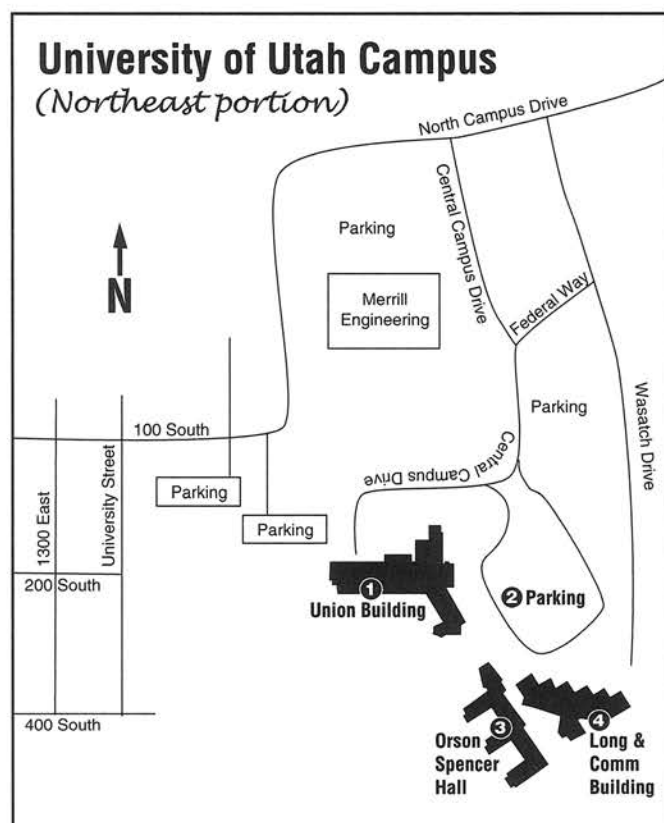 University of Utah Campus
(Northeast portion)
North Campus Drive
Central Campus Drive
Parking
N
Merrill
Engineering
Federal Way
Wasatch Drive
Parking
100 South
Central Campus Drive
1300 East
University Street
Parking
Parking
200 South
1
Union Building
2 Parking
400 South
3
Orson
Spencer
Hall
4
Long &
Comm
Building